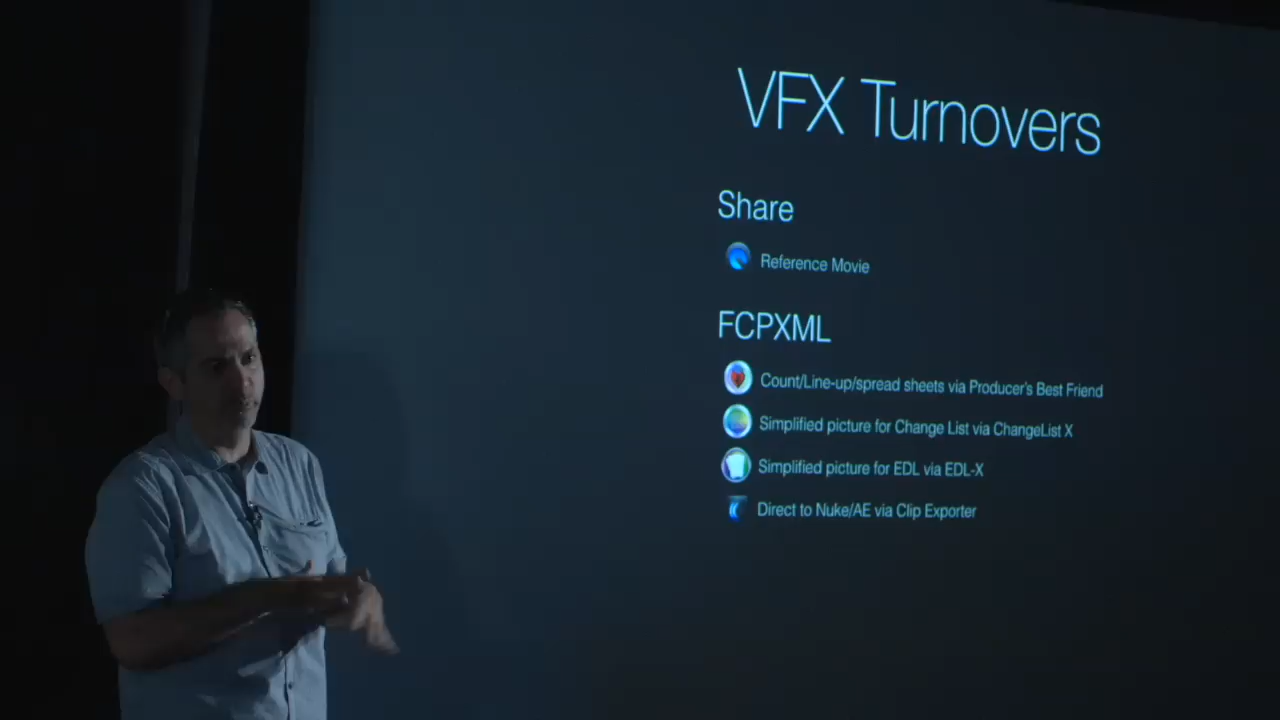 VFX Turnovers
Share
Reference Movie
FCPXML
Count/Line-up/spread sheets via Producer's Best Friend
Simplified picture for Change List via ChangeList X
Simplified picture for EDL via EDL-X
Direct to Nuke/AE via Clip Exporter